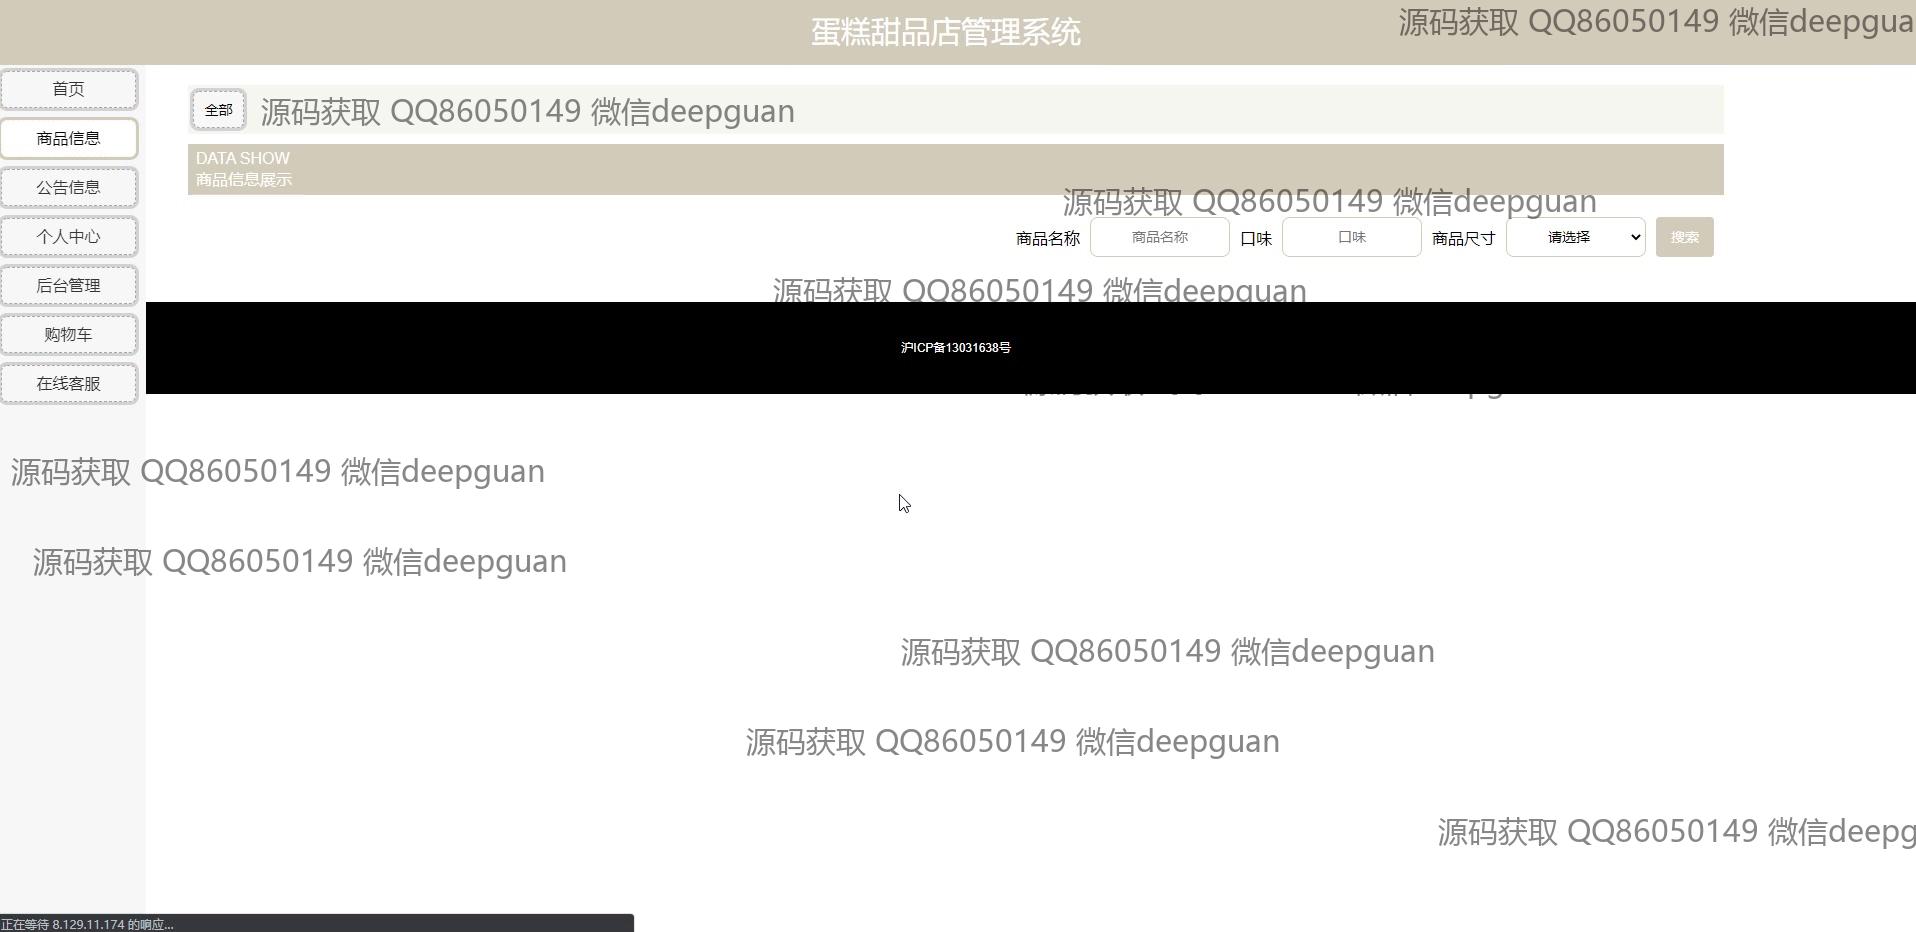 蛋糕甜品店管理系统
源码获取 QQ86050149 微信deepgua
首页
商品信息
公告信息
个人中心
后台管理
购物车
在线客服
全部
源码获取 QQ86050149 微信deepguan
DATA SHOW
商品信息展示
源码获取 QQ86050149 微信deepguan
商品名称 商品名称 口味 口味 商品尺寸 请选择 搜索
源码获取 QQ86050149 微信deepguan
沪ICP备13031638号
源码获取 QQ86050149 微信deepguan
源码获取 QQ86050149 微信deepguan
源码获取 QQ86050149 微信deepguan
源码获取 QQ86050149 微信deepguan
源码获取 QQ86050149 微信deepg
正在等待 8.129.11.174 的响应...